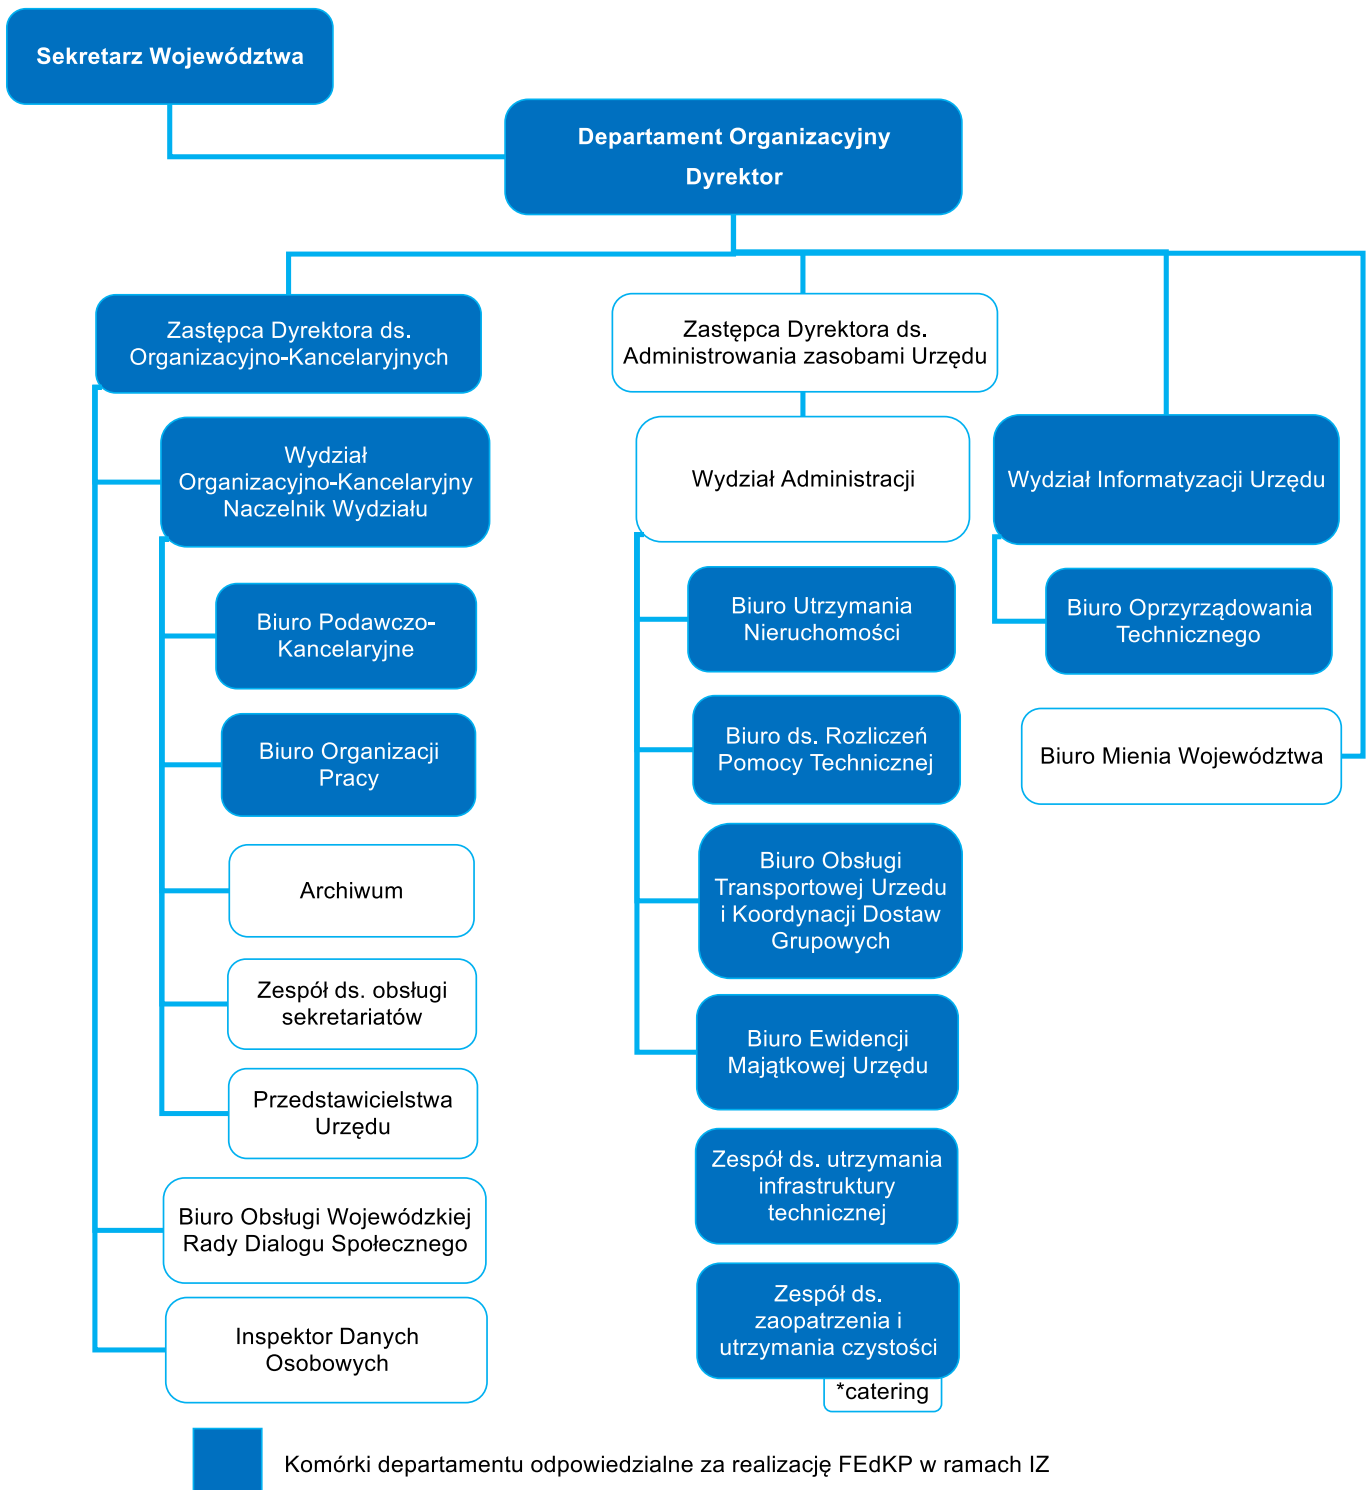 Sekretarz Województwa
Departament Organizacyjny
Dyrektor
Zastępca Dyrektora ds.
Organizacyjno-Kancelaryjnych
Wydział
Organizacyjno-Kancelaryjny
Naczelnik Wydziału
Biuro Podawczo-
Kancelaryjne
Biuro Organizacji
Pracy
Archiwum
Zespół ds. obsługi
sekretariatów
Przedstawicielstwa
Urzędu
Biuro Obsługi Wojewódzkiej
Rady Dialogu Społecznego
Inspektor Danych
Osobowych
Zastępca Dyrektora ds.
Administrowania zasobami Urzędu
Wydział Administracji
Biuro Utrzymania
Nieruchomości
Biuro ds. Rozliczeń
Pomocy Technicznej
Biuro Obsługi
Transportowej Urzedu
i Koordynacji Dostaw
Grupowych
Biuro Ewidencji
Majątkowej Urzędu
Zespół ds. utrzymania
infrastruktury
technicznej
Zespół ds.
zaopatrzenia i
utrzymania czystości
*catering
Wydział Informatyzacji Urzędu
Biuro Oprzyrządowania
Technicznego
Biuro Mienia Województwa
Komórki departamentu odpowiedzialne za realizację FEdKP w ramach IZ